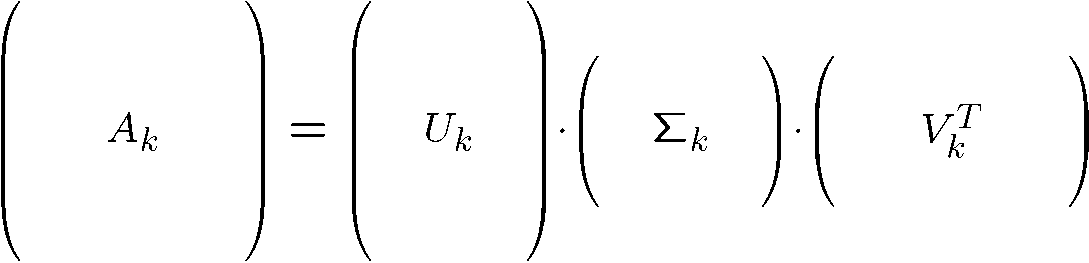 (A_k) = (U_k) · (Σ_k) · (V_k^T)